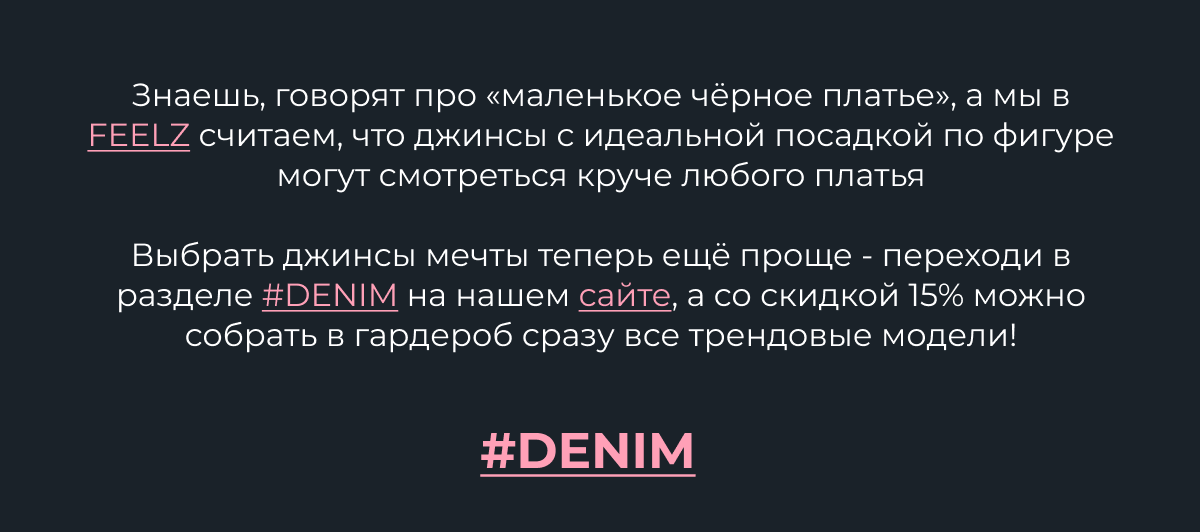 Знаешь, говорят про «маленькое чёрное платье», а мы в
FEELZ считаем, что джинсы с идеальной посадкой по фигуре
могут смотреться круче любого платья
Выбрать джинсы мечты теперь ещё проще - переходи в
разделе #DENIM на нашем сайте, а со скидкой 15% можно
собрать в гардероб сразу все трендовые модели!
#DENIM